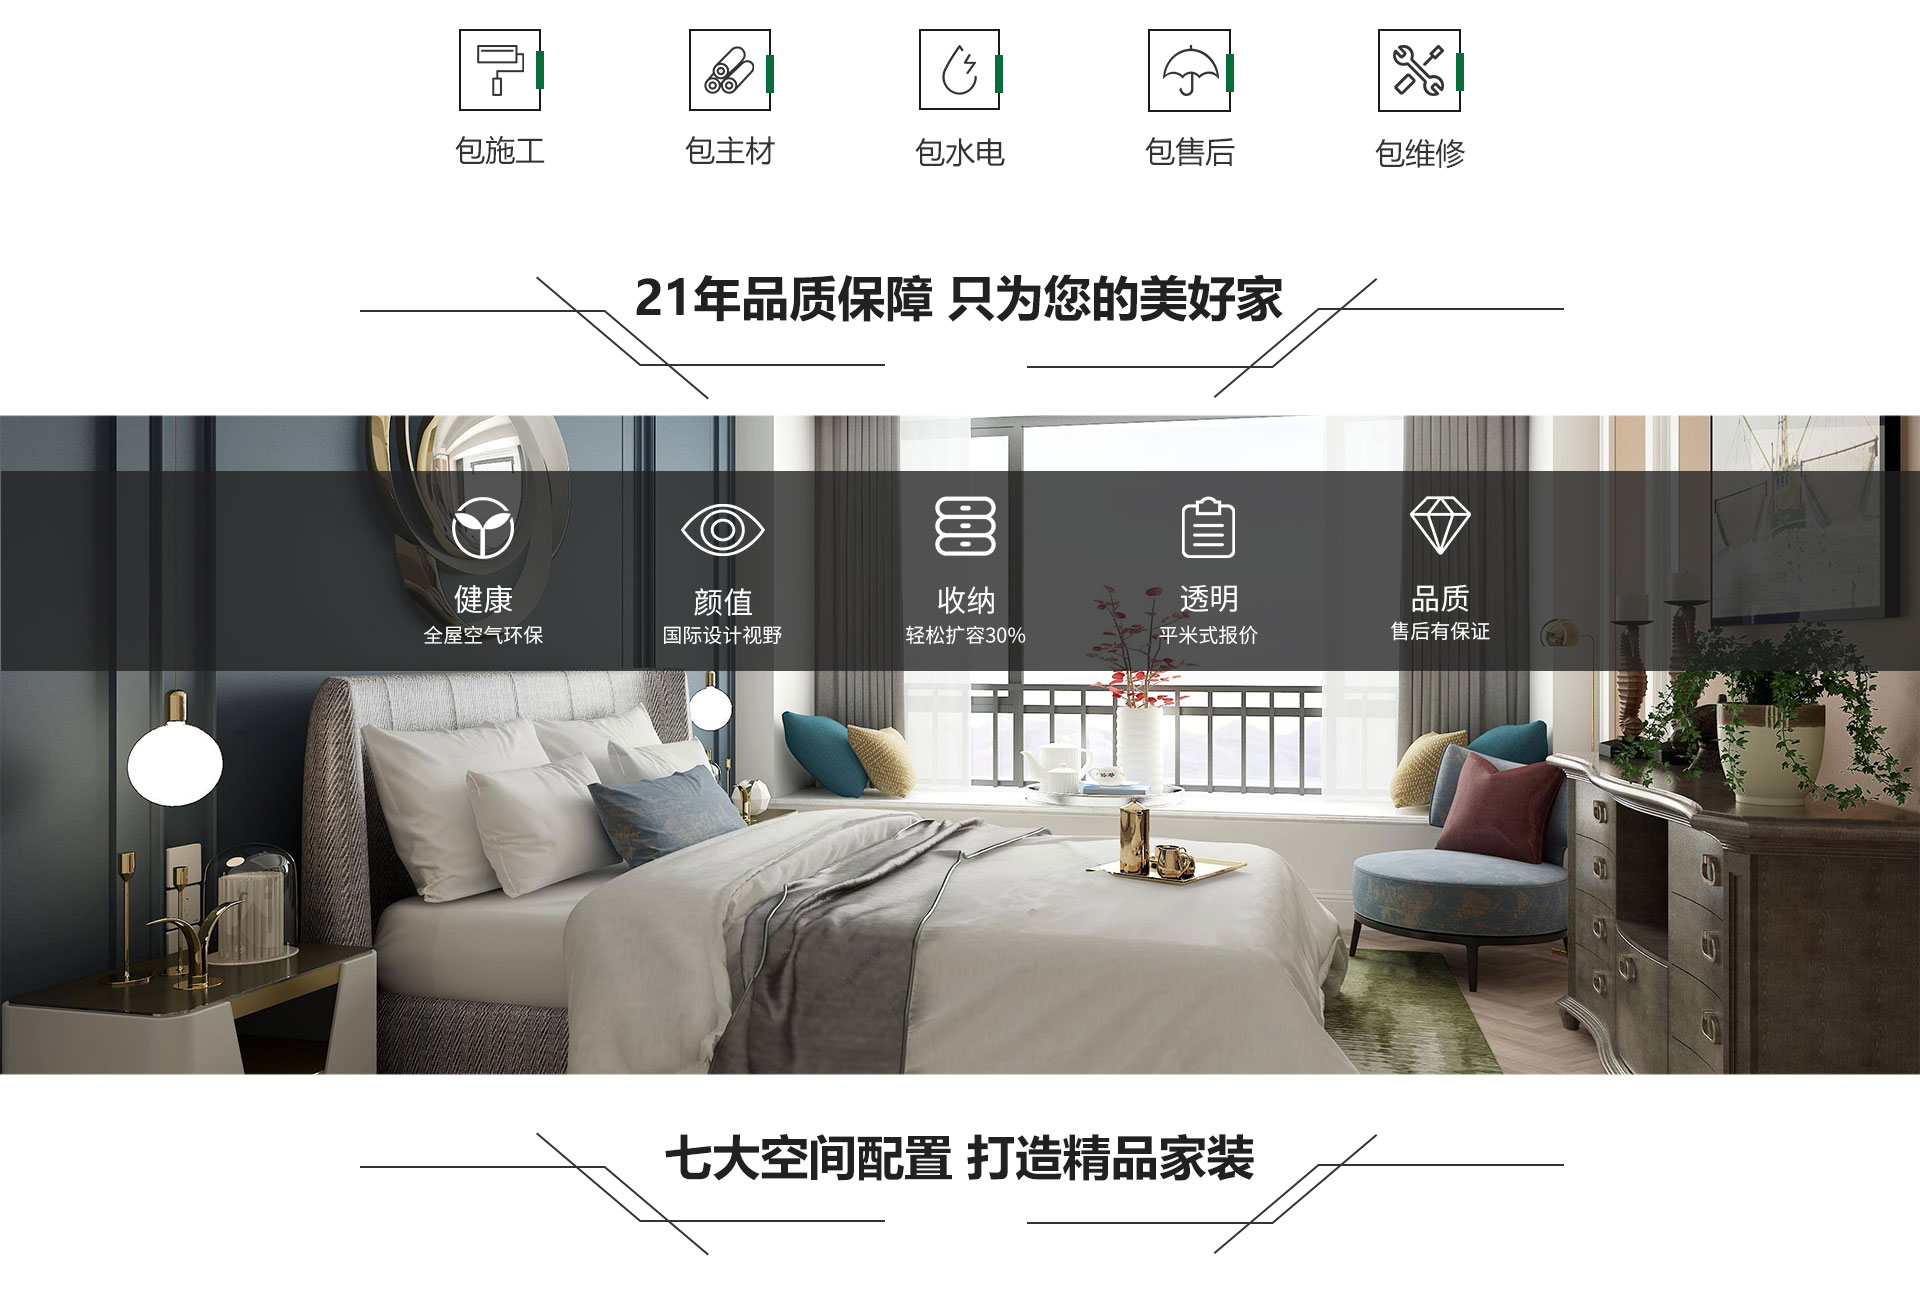 包施工 包主材 包水电 包售后 包维修
21年品质保障 只为您的美好家
健康 颜值 收纳 透明 品质
全屋空气环保 国际设计视野 轻松扩容30% 平米式报价 售后有保证
七大空间配置 打造精品家装